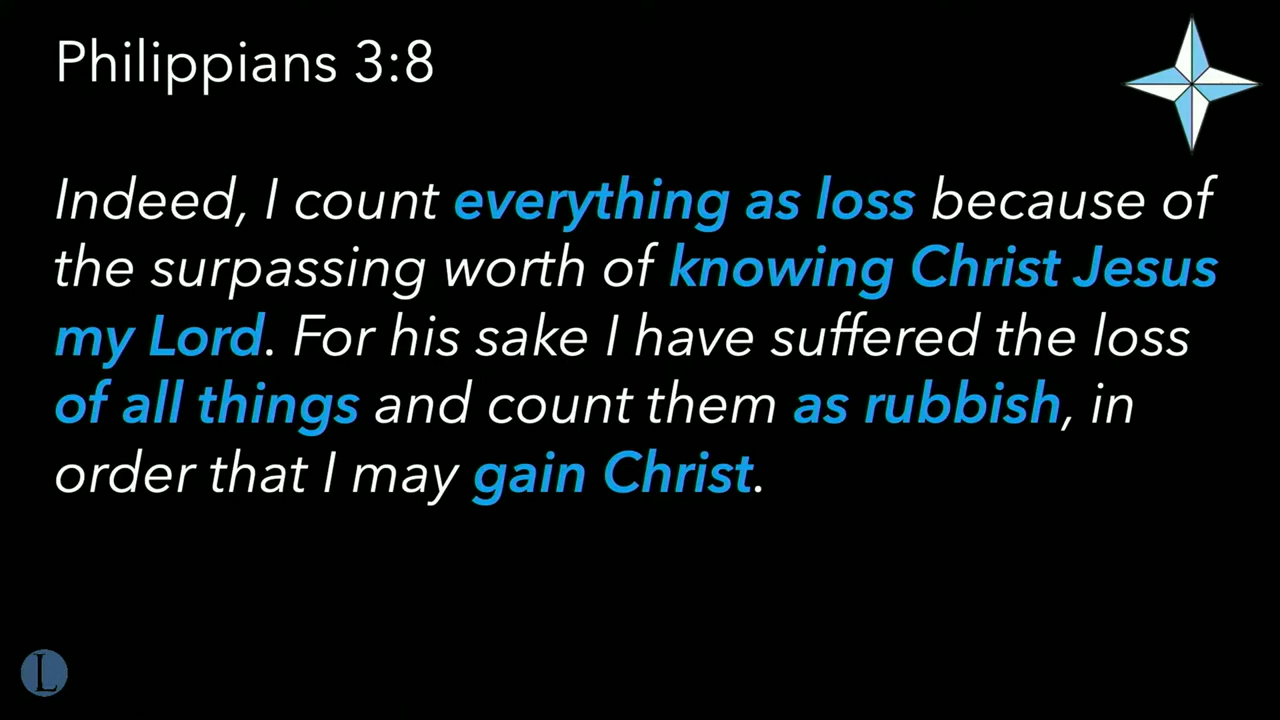 Philippians 3:8
Indeed, I count everything as loss because of
the surpassing worth of knowing Christ Jesus
my Lord. For his sake I have suffered the loss
of all things and count them as rubbish, in
order that I may gain Christ.
L